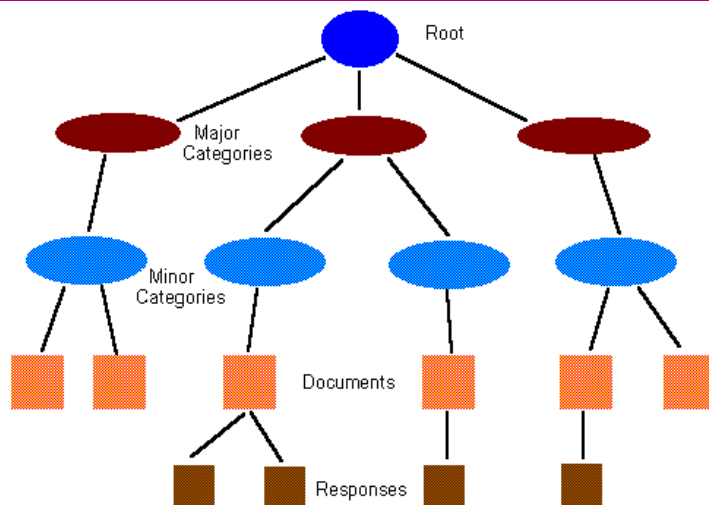 Root
Major
Categories
Minor
Categories
Documents
Responses